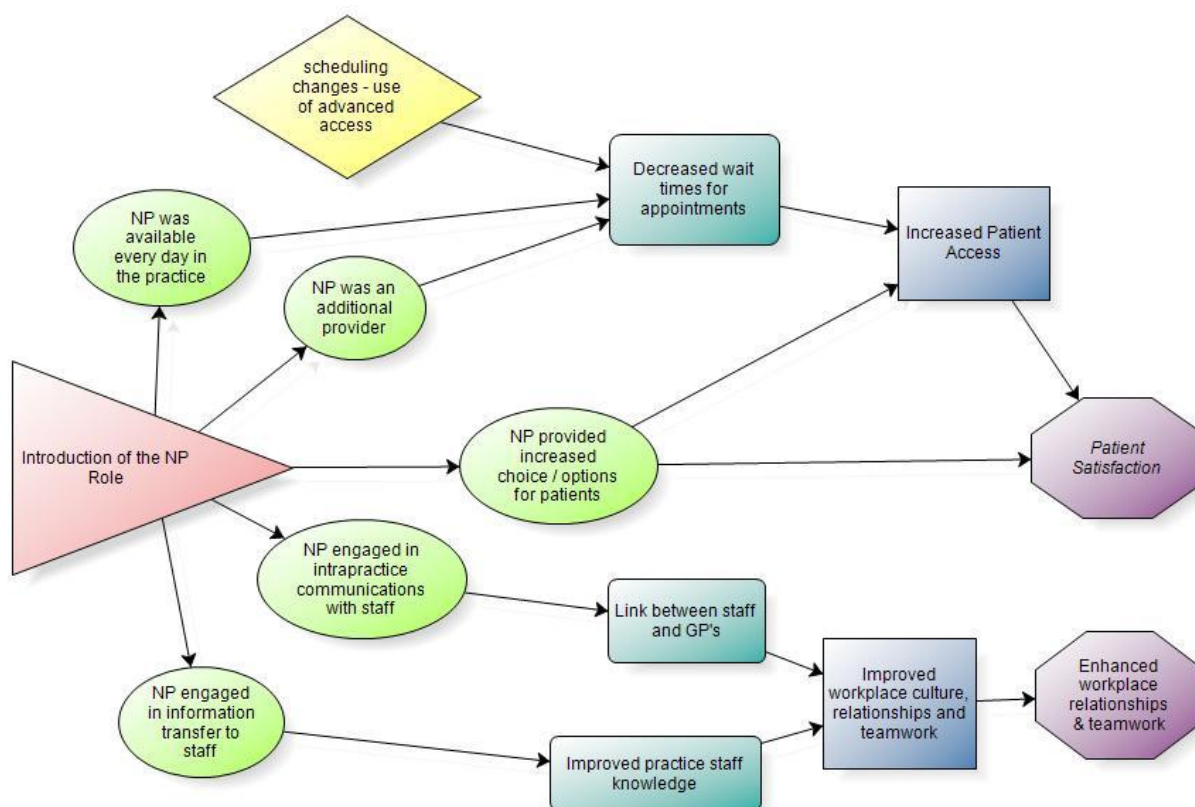 scheduling
changes - use
of advanced
access
Decreased wait
times for
appointments
NP was
available
every day in
the practice
Increased Patient
Access
NP was an
additional
provider
Introduction of the NP
Role
NP provided
increased
choice / options
for patients
Patient
Satisfaction
NP engaged in
intrapractice
communications
with staff
Link between staff
and GP's
NP engaged
in information
transfer to
staff
Improved
workplace culture,
relationships and
teamwork
Enhanced
workplace
relationships
& teamwork
Improved practice staff
knowledge